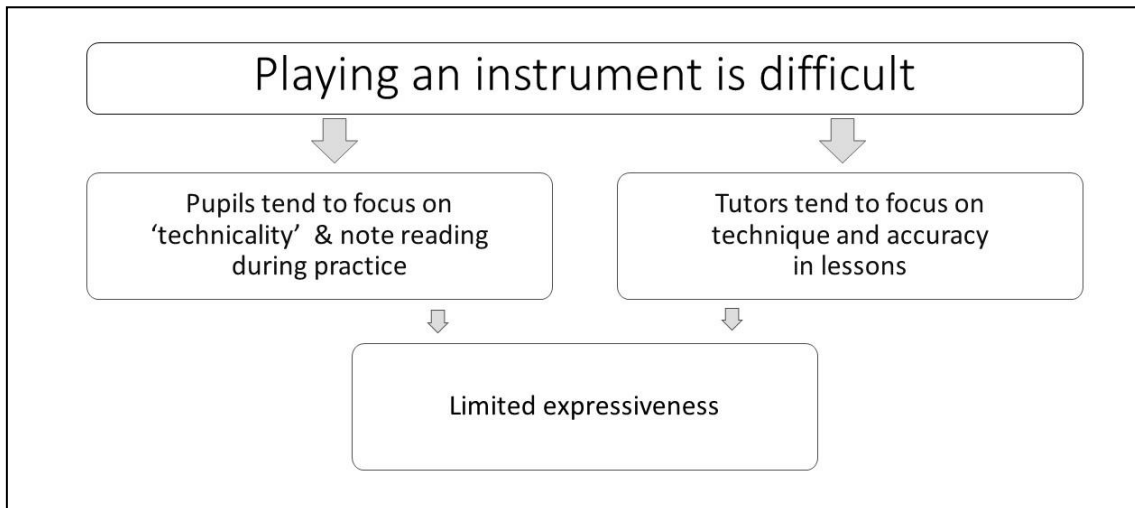 Playing an instrument is difficult
Pupils tend to focus on
‘technicality’  & note reading
during practice
Tutors tend to focus on
technique and accuracy
in lessons
Limited expressiveness